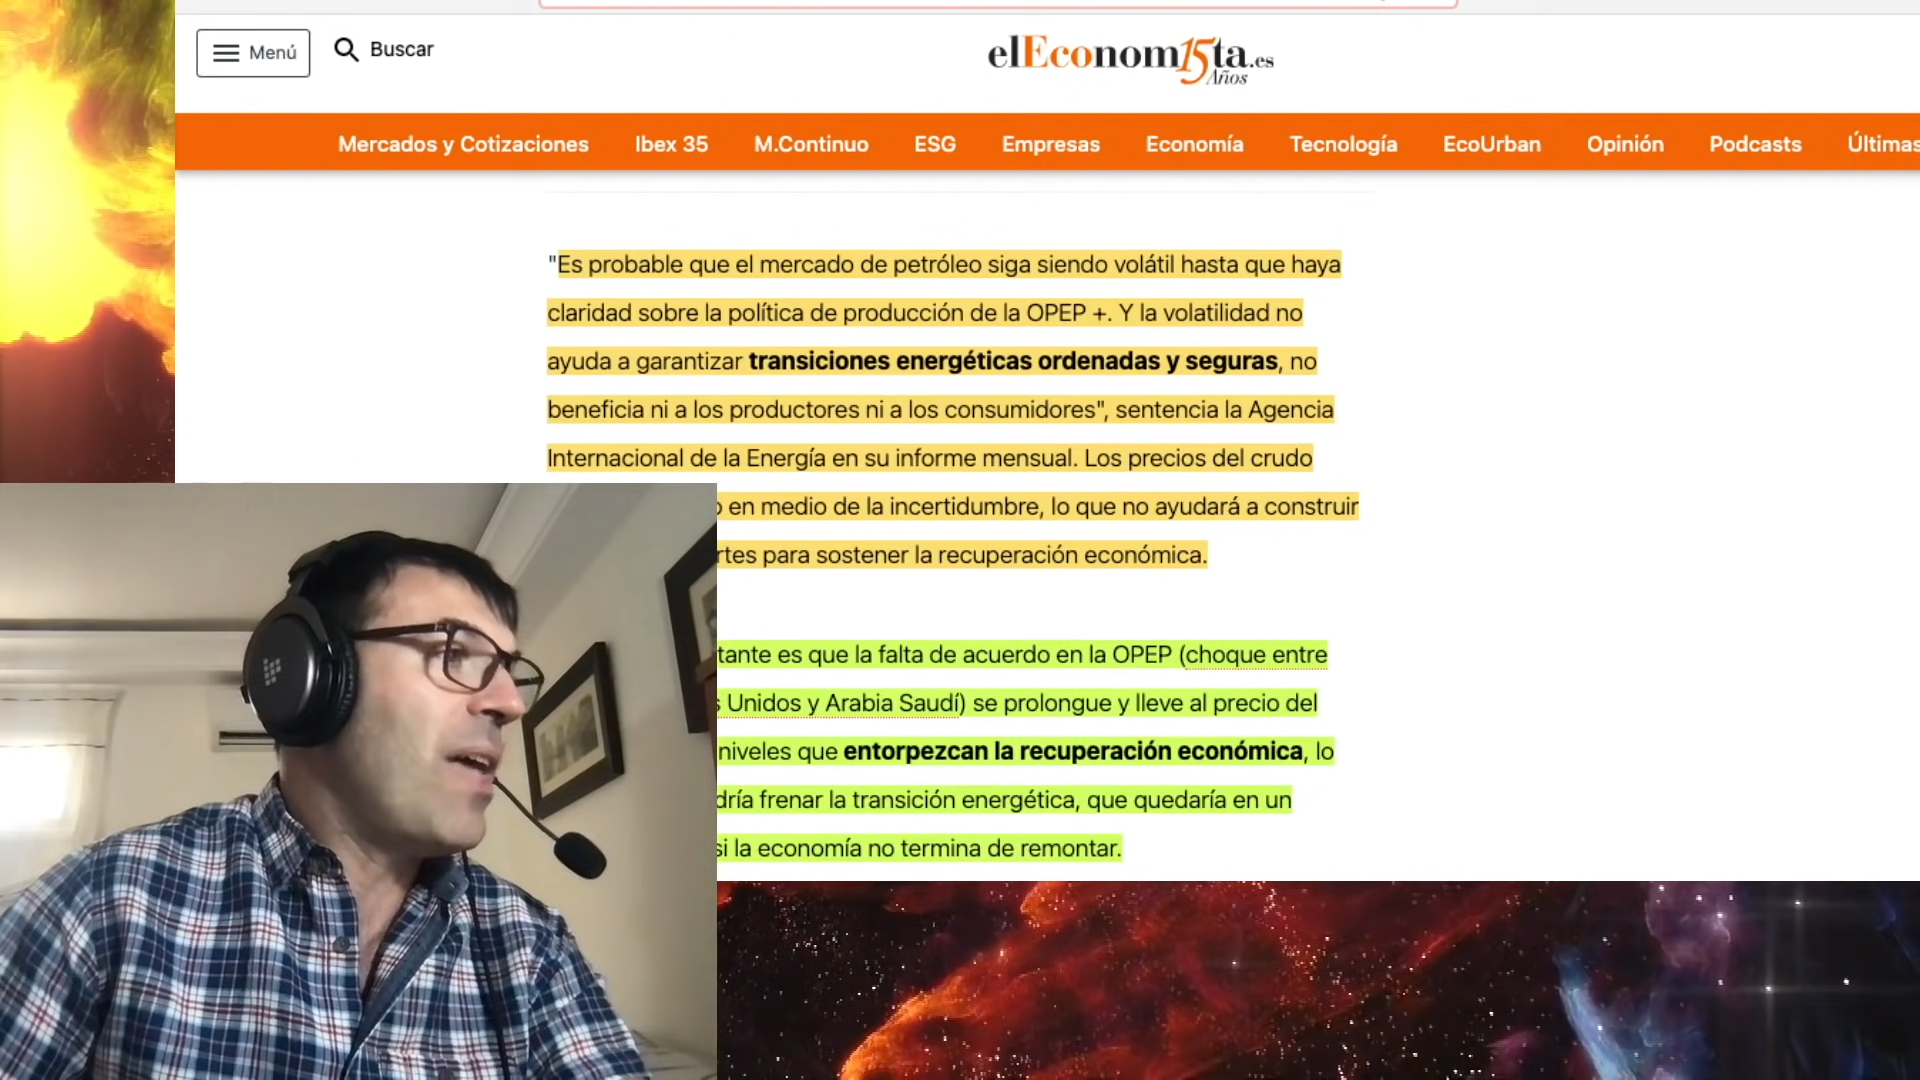 Menú
Buscar
elEconom15ta.es
Años
Mercados y Cotizaciones Ibex 35 M.Continuo ESG Empresas Economía Tecnología EcoUrban Opinión Podcasts Últimas
"Es probable que el mercado de petróleo siga siendo volátil hasta que haya
claridad sobre la política de producción de la OPEP +. Y la volatilidad no
ayuda a garantizar transiciones energéticas ordenadas y seguras, no
beneficia ni a los productores ni a los consumidores", sentencia la Agencia
Internacional de la Energía en su informe mensual. Los precios del crudo
en medio de la incertidumbre, lo que no ayudará a construir
rtes para sostener la recuperación económica.
tante es que la falta de acuerdo en la OPEP (choque entre
s Unidos y Arabia Saudí) se prolongue y lleve al precio del
niveles que entorpezcan la recuperación económica, lo
dría frenar la transición energética, que quedaría en un
si la economía no termina de remontar.